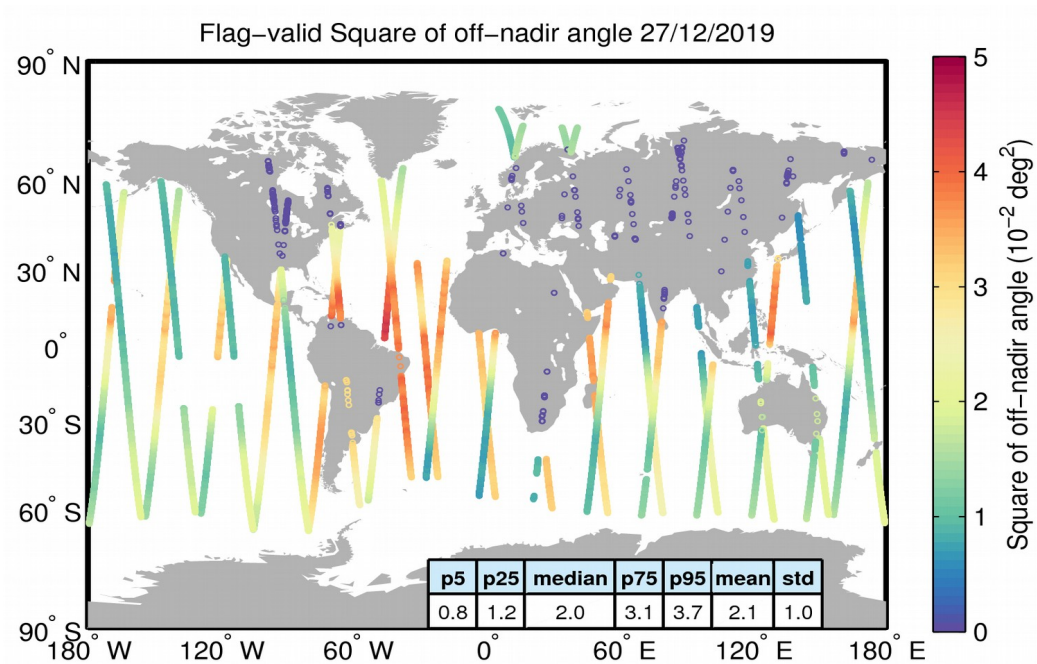 Flag−valid Square of off−nadir angle 27/12/2019
90° N
60° N
30° N
0°
30° S
60° S
90° S
180° W
120° W
60° W
0°
60° E
120° E
180° E
p5 p25 median p75 p95 mean std
0.8 1.2 2.0 3.1 3.7 2.1 1.0
5
4
3
2
1
0
Square of off−nadir angle (10⁻² deg²)